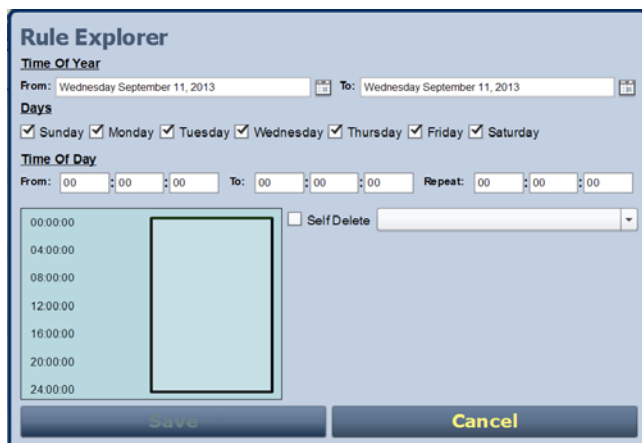 Rule Explorer
Time Of Year
From: Wednesday September 11, 2013 To: Wednesday September 11, 2013
Days
Sunday Monday Tuesday Wednesday Thursday Friday Saturday
Time Of Day
From: 00 : 00 : 00 To: 00 : 00 : 00 Repeat: 00 : 00 : 00
00:00:00 Self Delete
04:00:00
08:00:00
12:00:00
16:00:00
20:00:00
24:00:00
Save Cancel